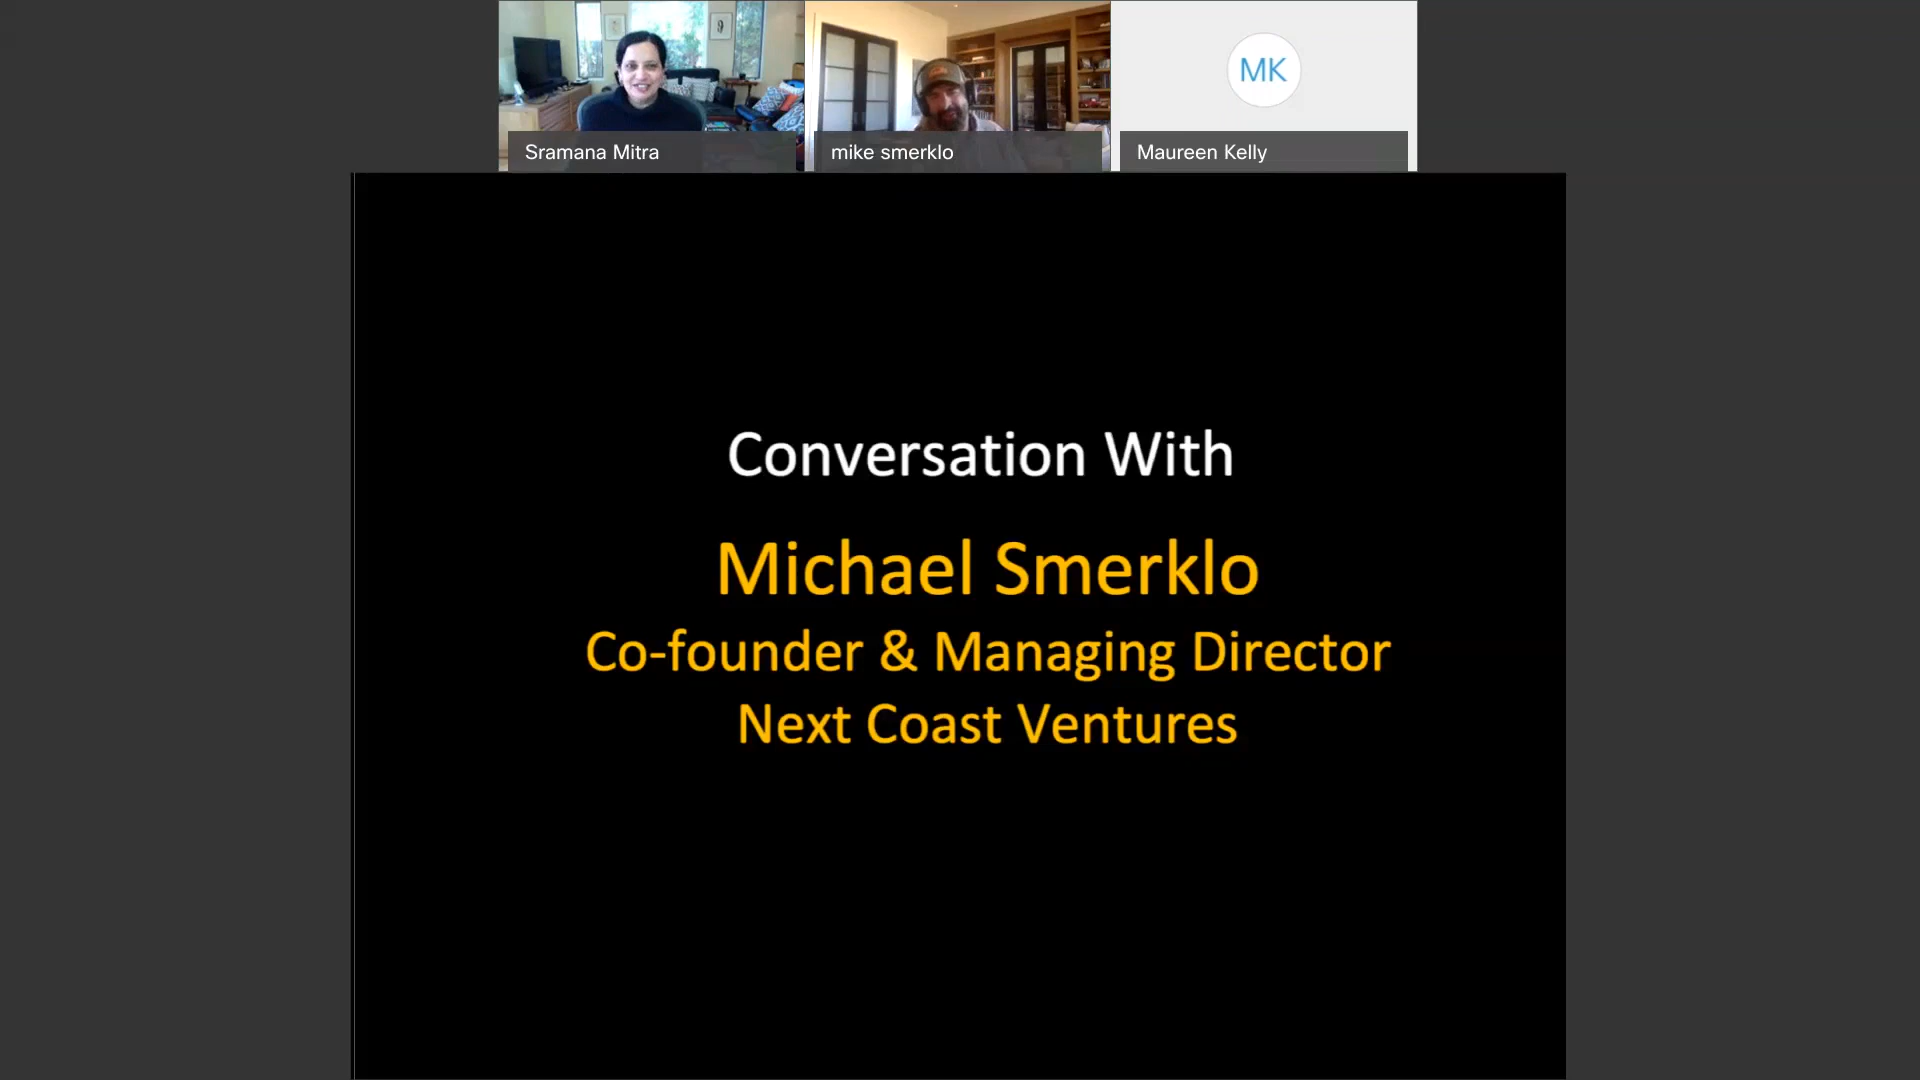 Sramana Mitra
mike smerklo
MK
Maureen Kelly
Conversation With
Michael Smerklo
Co-founder & Managing Director
Next Coast Ventures